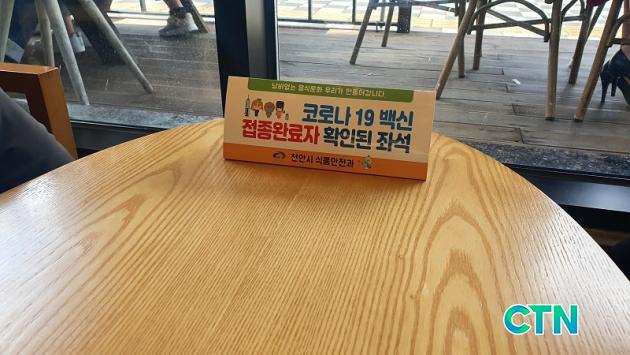 낭비없는 음식문화 우리가 만들어갑니다
코로나 19 백신
접종완료자 확인된 좌석
천안시 식품안전과
CTN